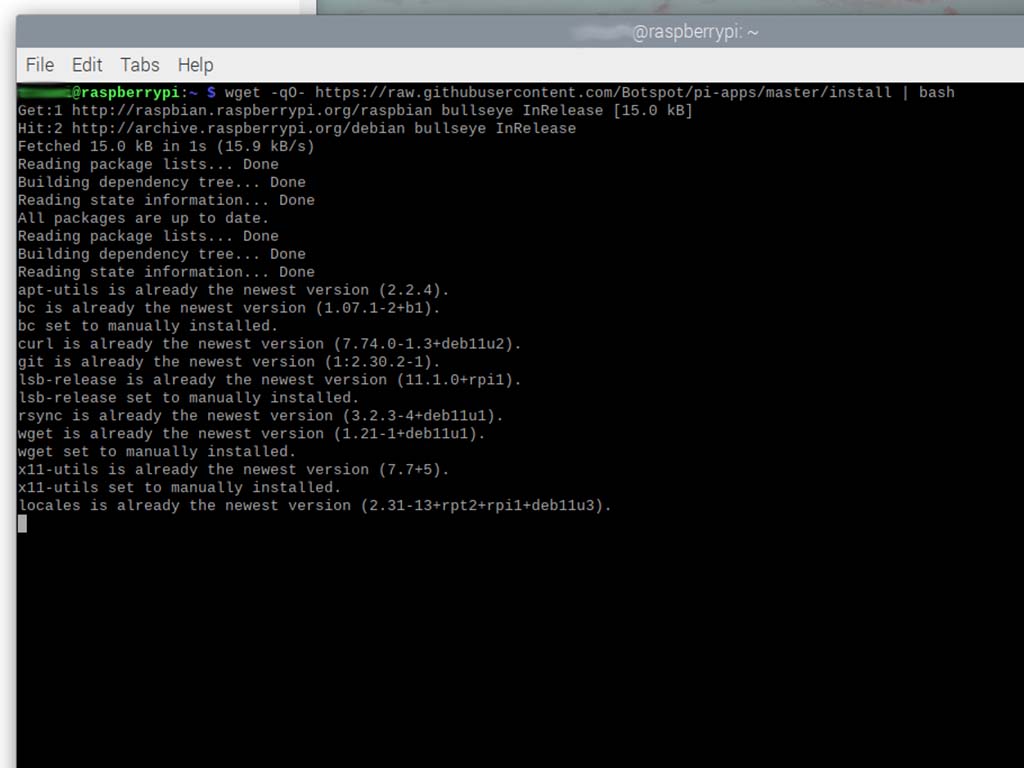 @raspberrypi: ~
File Edit Tabs Help
@raspberrypi:~ $ wget -qO- https://raw.githubusercontent.com/Botspot/pi-apps/master/install | bash
Get:1 http://raspbian.raspberrypi.org/raspbian bullseye InRelease [15.0 kB]
Hit:2 http://archive.raspberrypi.org/debian bullseye InRelease
Fetched 15.0 kB in 1s (15.9 kB/s)
Reading package lists... Done
Building dependency tree... Done
Reading state information... Done
All packages are up to date.
Reading package lists... Done
Building dependency tree... Done
Reading state information... Done
apt-utils is already the newest version (2.2.4).
bc is already the newest version (1.07.1-2+b1).
bc set to manually installed.
curl is already the newest version (7.74.0-1.3+deb11u2).
git is already the newest version (1:2.30.2-1).
lsb-release is already the newest version (11.1.0+rpi1).
lsb-release set to manually installed.
rsync is already the newest version (3.2.3-4+deb11u1).
wget is already the newest version (1.21-1+deb11u1).
wget set to manually installed.
x11-utils is already the newest version (7.7+5).
x11-utils set to manually installed.
locales is already the newest version (2.31-13+rpt2+rpi1+deb11u3).